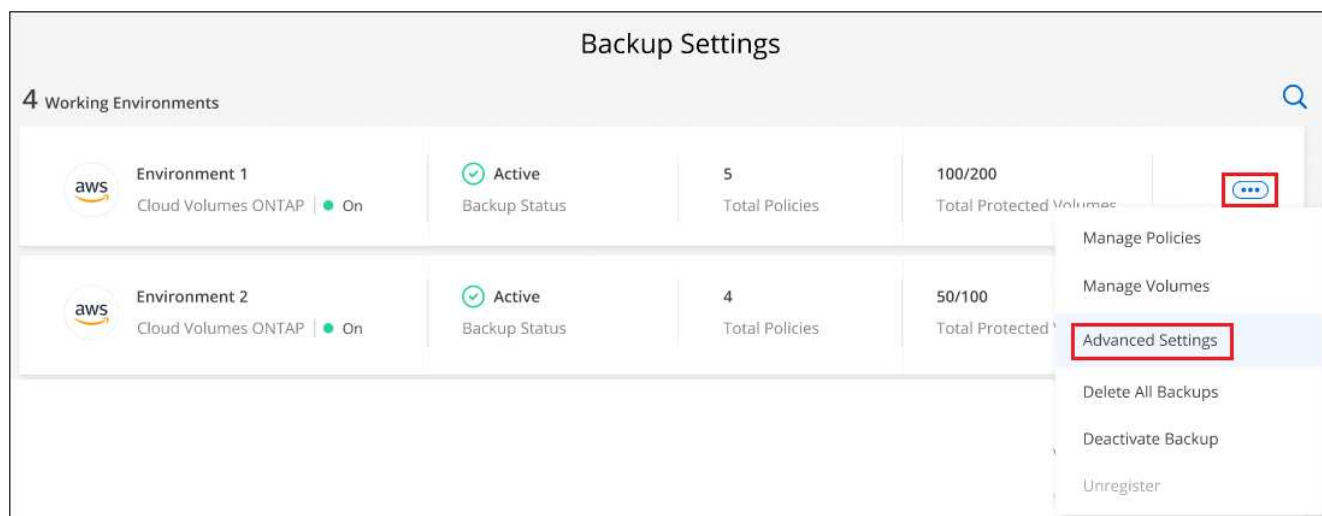 Backup Settings
4 Working Environments
aws
Environment 1
Cloud Volumes ONTAP
On
Active
Backup Status
5
Total Policies
100/200
Total Protected Volumes
Manage Policies
Manage Volumes
Advanced Settings
Delete All Backups
Deactivate Backup
Unregister
aws
Environment 2
Cloud Volumes ONTAP
On
Active
Backup Status
4
Total Policies
50/100
Total Protected